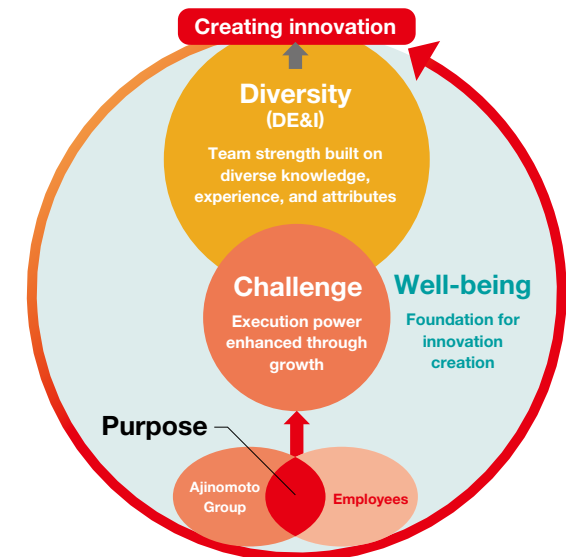 Creating innovation
Diversity
(DE&I)
Team strength built on
diverse knowledge,
experience, and attributes
Challenge
Execution power
enhanced through
growth
Well-being
Foundation for
innovation
creation
Purpose
Ajinomoto
Group
Employees